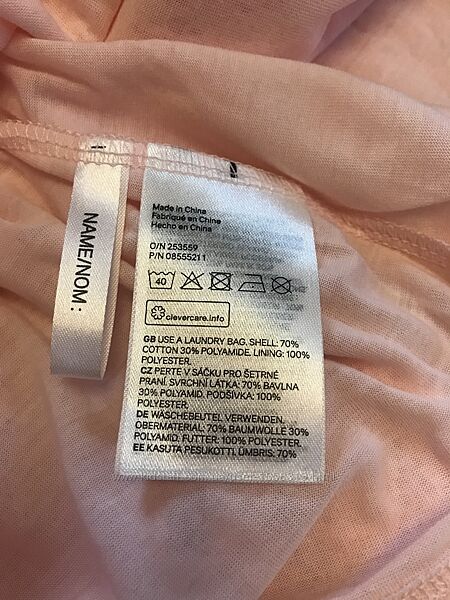 NAME/NOM :
Made in China
Fabriqué en China
Hecho en China
O/N 253559
P/N 08555211
40
clevercare.info
GB USE A LAUNDRY BAG. SHELL: 70%
COTTON 30% POLYAMIDE. LINING: 100%
POLYESTER.
CZ PERTE V SÁČKU PRO ŠETRNÉ
PRANÍ. SVRCHNÍ LÁTKA: 70% BAVLNA
30% POLYAMID. PODŠÍVKA: 100%
POLYESTER.
DE WÄSCHEBEUTEL VERWENDEN.
OBERMATERIAL: 70% BAUMWOLLE 30%
POLYAMID. FUTTER: 100% POLYESTER.
EE KASUTA PESUKOTTI. ÜMBRIS: 70%